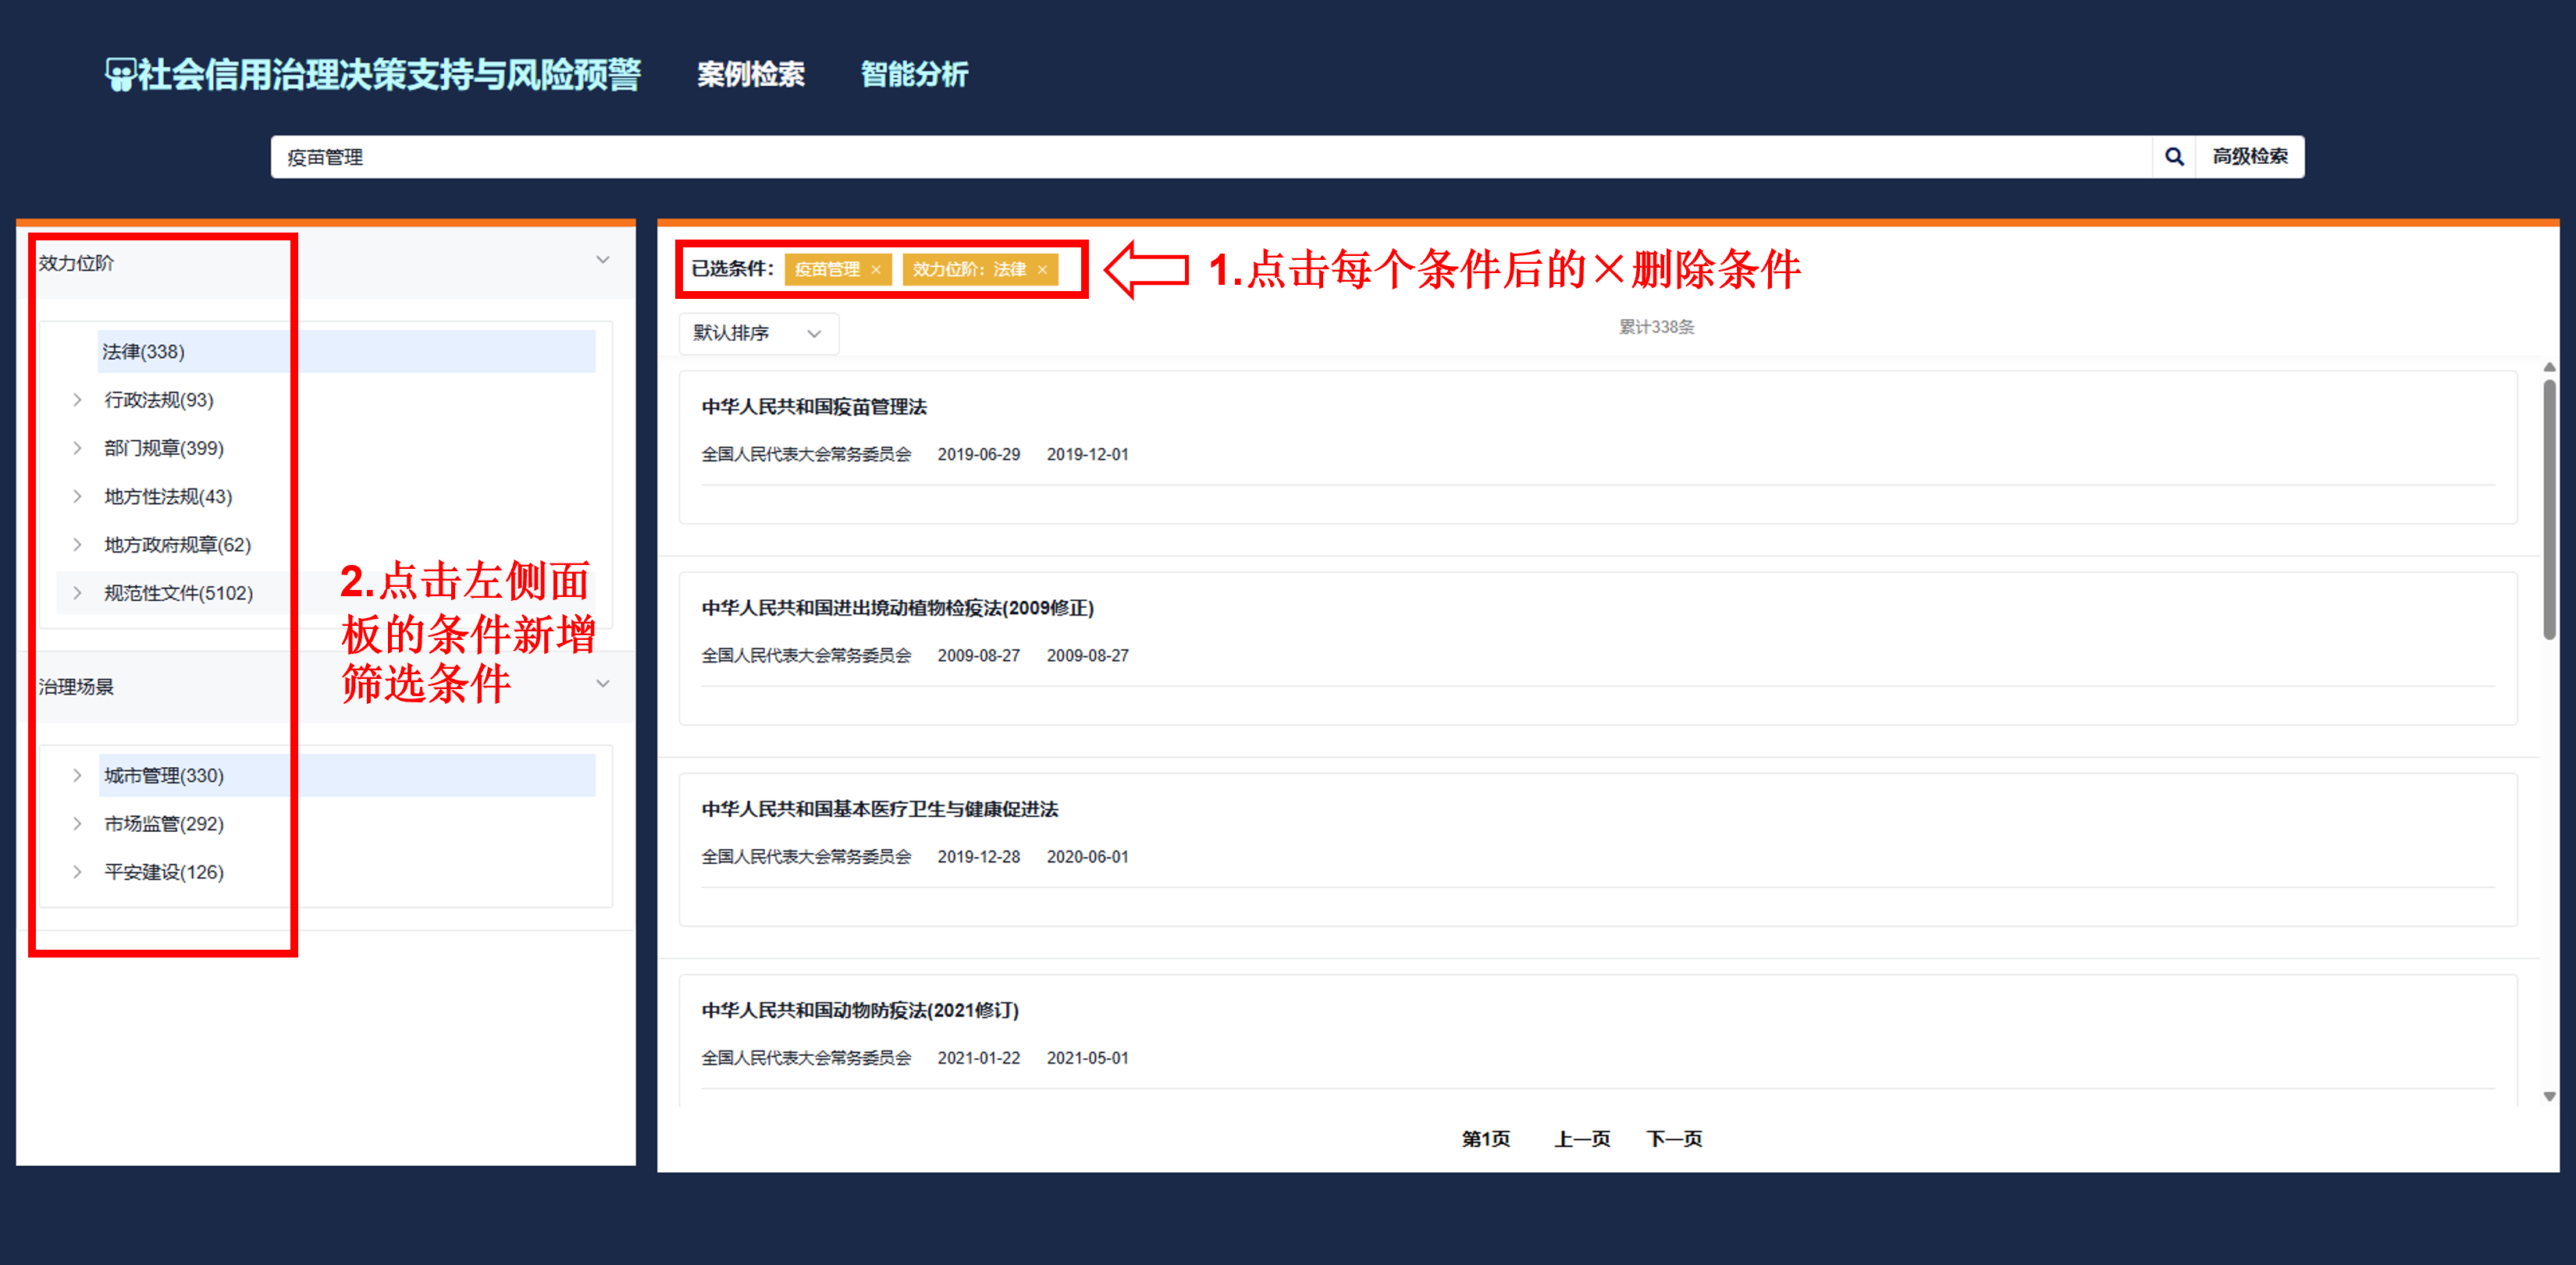 社会信用治理决策支持与风险预警 案例检索 智能分析
疫苗管理 高级检索
效力位阶
法律(338)
行政法规(93)
部门规章(399)
地方性法规(43)
地方政府规章(62)
规范性文件(5102)
2.点击左侧面
板的条件新增
筛选条件
治理场景
城市管理(330)
市场监管(292)
平安建设(126)
已选条件： 疫苗管理 × 效力位阶：法律 ×
1.点击每个条件后的×删除条件
默认排序 累计338条
中华人民共和国疫苗管理法
全国人民代表大会常务委员会 2019-06-29 2019-12-01
中华人民共和国进出境动植物检疫法(2009修正)
全国人民代表大会常务委员会 2009-08-27 2009-08-27
中华人民共和国基本医疗卫生与健康促进法
全国人民代表大会常务委员会 2019-12-28 2020-06-01
中华人民共和国动物防疫法(2021修订)
全国人民代表大会常务委员会 2021-01-22 2021-05-01
第1页 上一页 下一页